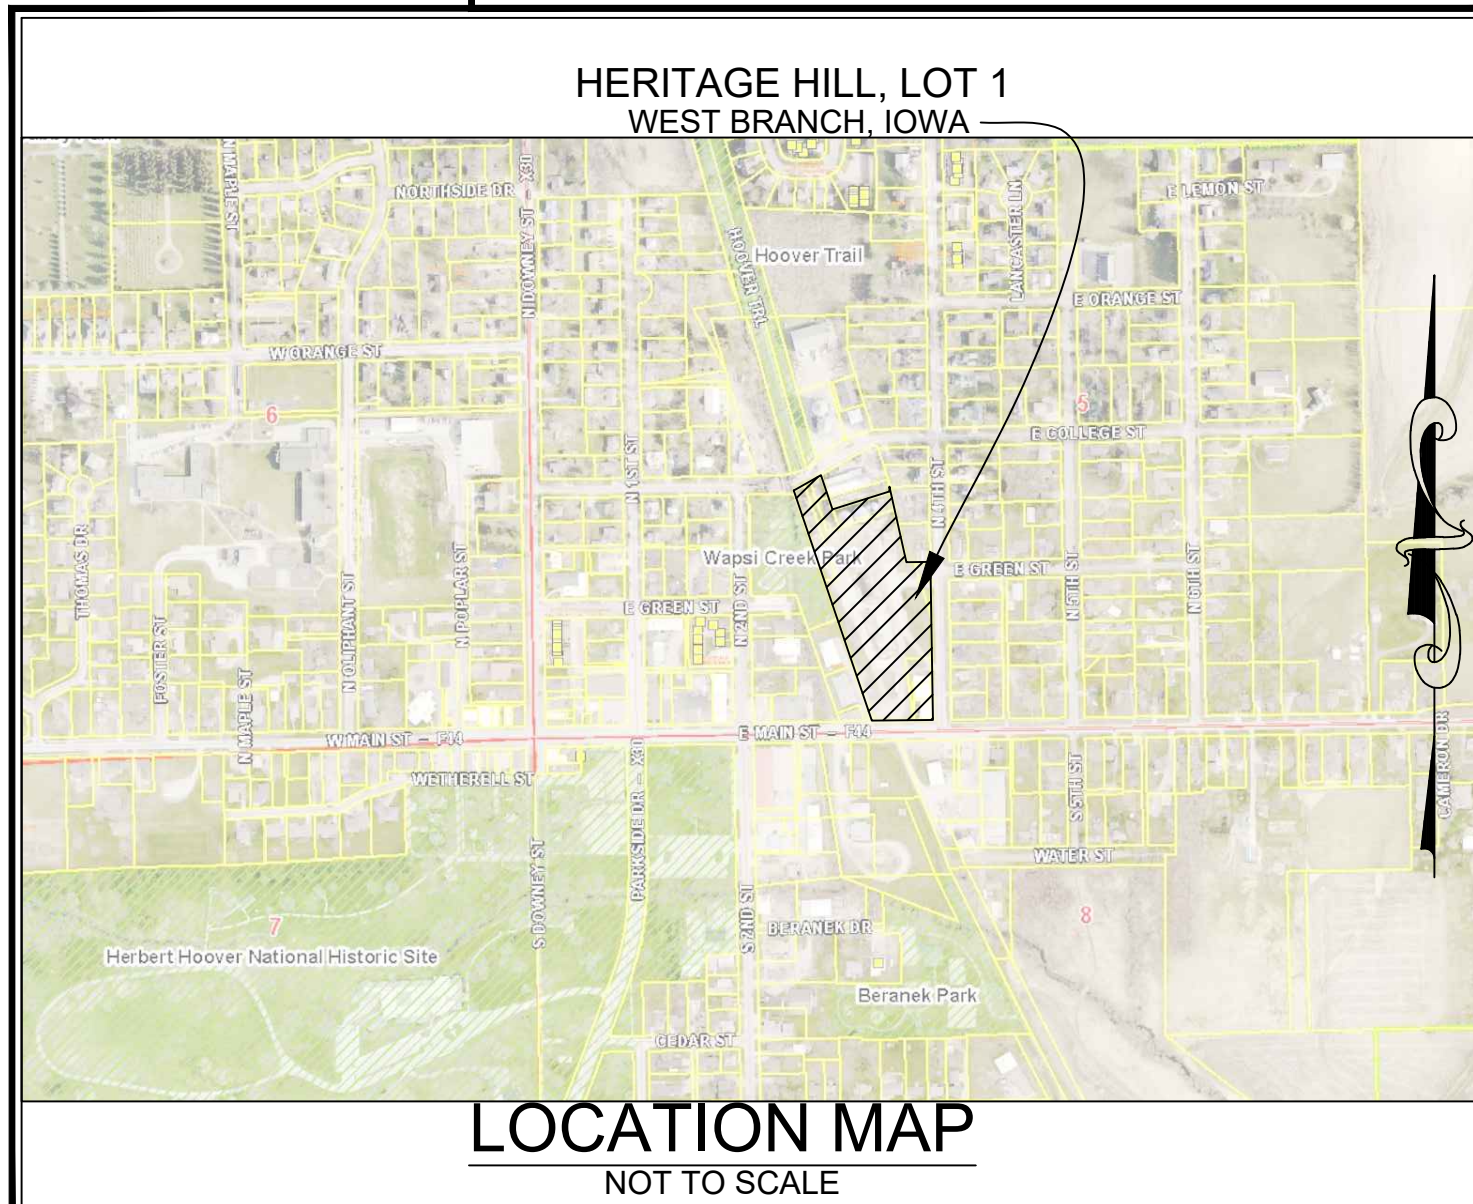 HERITAGE HILL, LOT 1
WEST BRANCH, IOWA
N MAPLE ST
NORTHSIDE DR
N DOWNEY ST - X30
HOOVER TRL
Hoover Trail
LANCASTER LN
E LEMON ST
E ORANGE ST
W ORANGE ST
6
5
E COLLEGE ST
N 1ST ST
N 4TH ST
THOMAS DR
FOSTER ST
N MAPLE ST
N OLIPHANT ST
N POPLAR ST
Wapsi Creek Park
E GREEN ST
N 2ND ST
E GREEN ST
N 5TH ST
N 6TH ST
W MAIN ST - F44
E MAIN ST - F44
WETHERELL ST
PARKSIDE DR - X30
S 5TH ST
CAMERON DR
WATER ST
S DOWNEY ST
S 2ND ST
7
8
BERANEK DR
Herbert Hoover National Historic Site
Beranek Park
CEDAR ST
LOCATION MAP
NOT TO SCALE